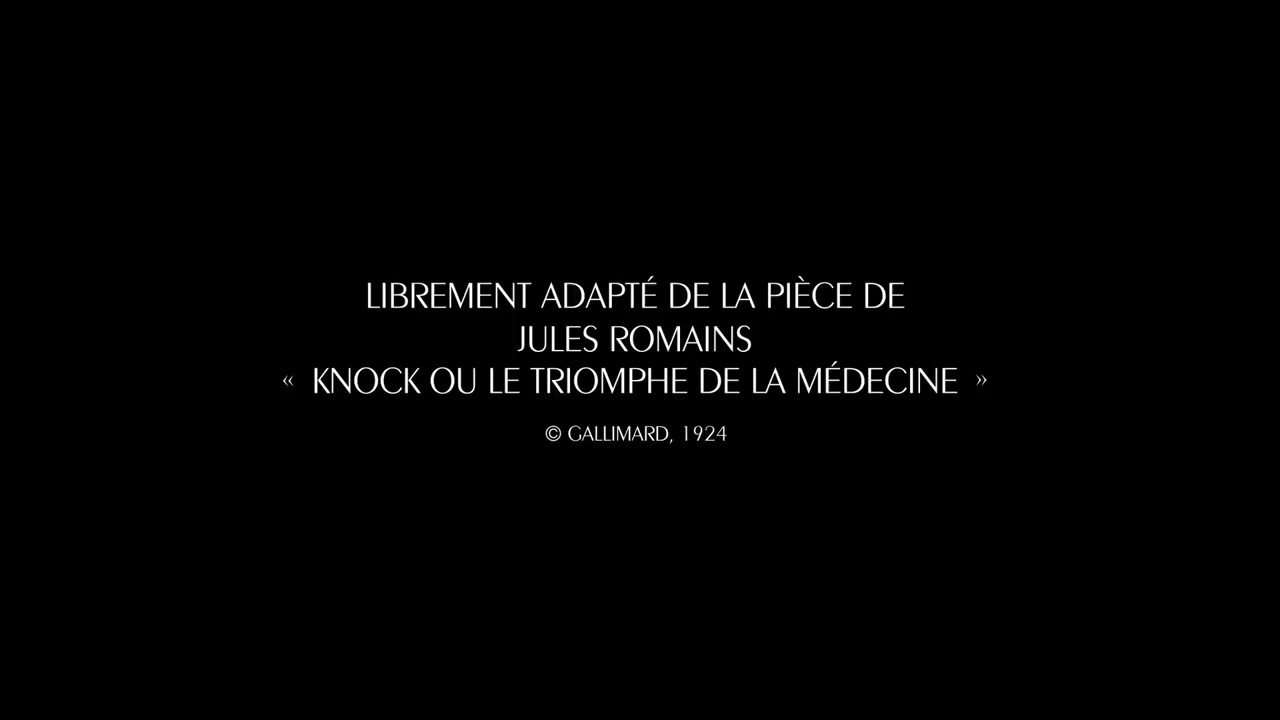 LIBREMENT ADAPTÉ DE LA PIÈCE DE
JULES ROMAINS
« KNOCK OU LE TRIOMPHE DE LA MÉDECINE »
© GALLIMARD, 1924